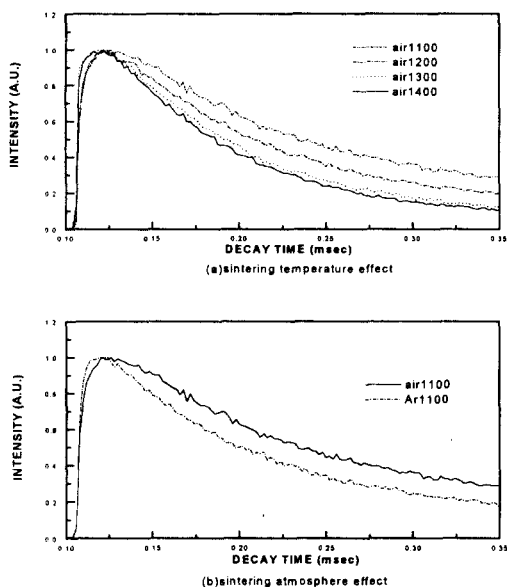 1.2
1.0
0.8
0.6
0.4
0.2
0.0
INTENSITY (A.U.)
air1100
air1200
air1300
air1400
0.10 0.15 0.20 0.25 0.30 0.35
DECAY TIME (msec)
(a)sintering temperature effect
1.2
1.0
0.8
0.6
0.4
0.2
0.0
INTENSITY (A.U.)
air1100
Ar1100
0.10 0.15 0.20 0.25 0.30 0.35
DECAY TIME (msec)
(b)sintering atmosphere effect